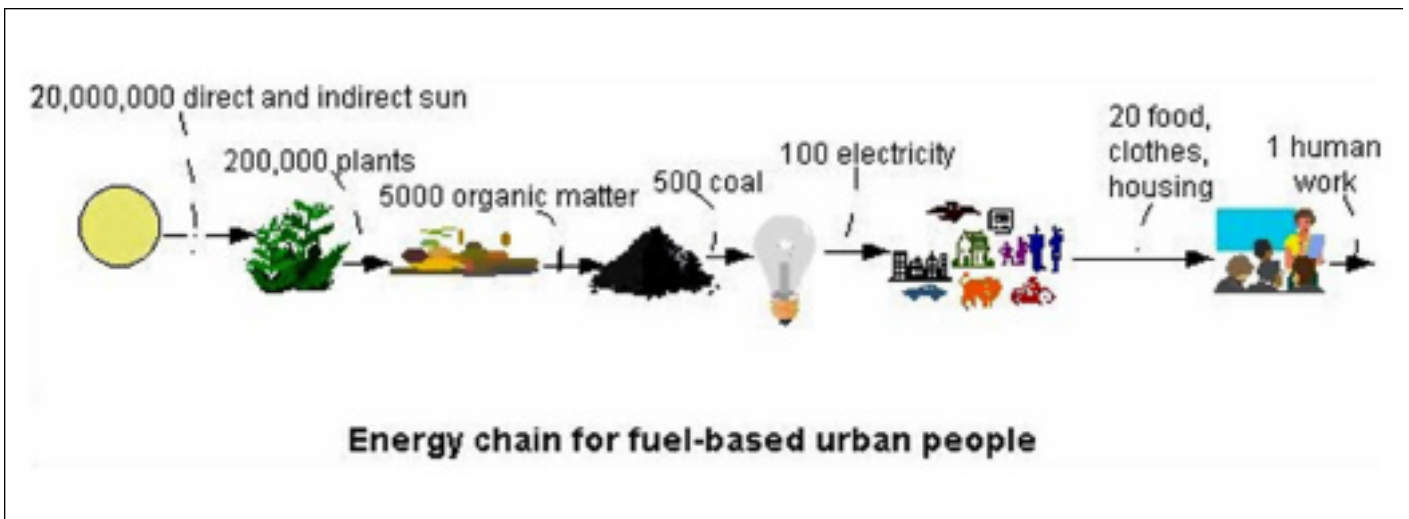 20,000,000 direct and indirect sun
200,000 plants
5000 organic matter
500 coal
100 electricity
20 food,
clothes,
housing
1 human
work
Energy chain for fuel-based urban people